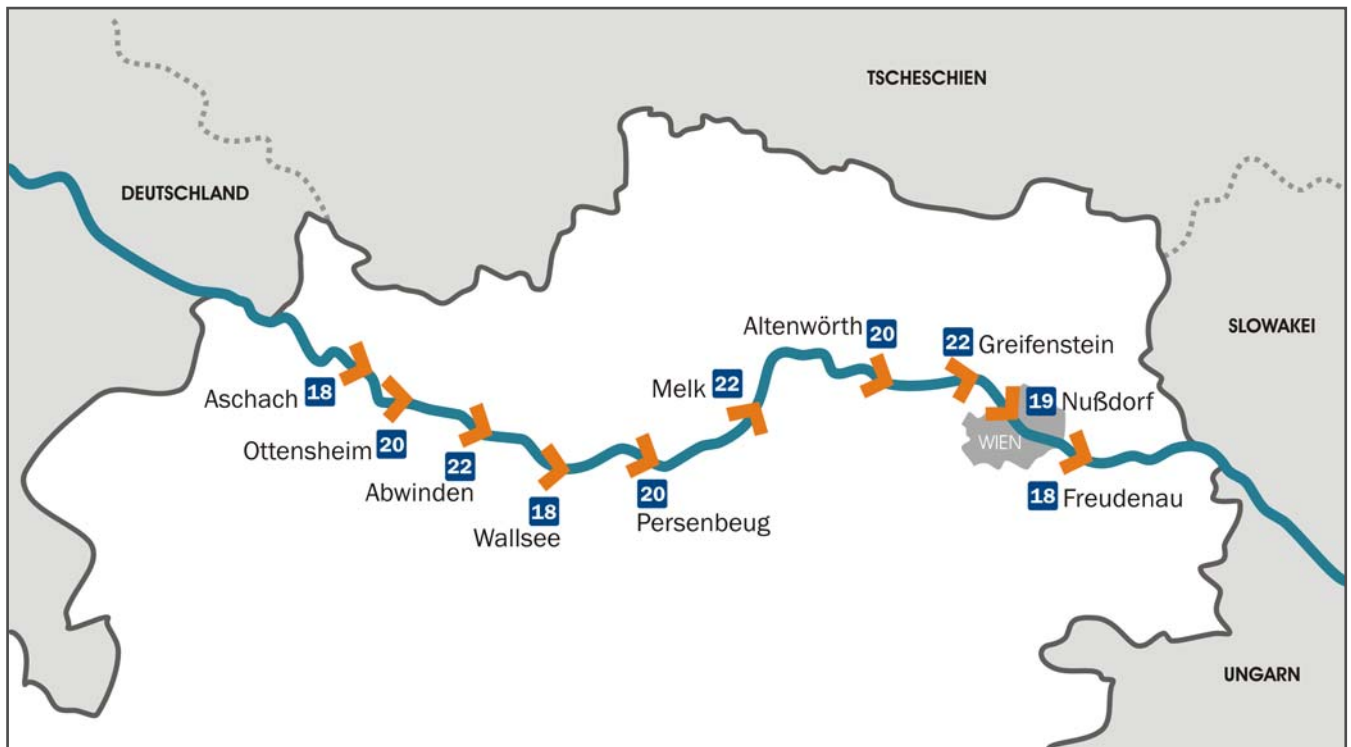 TSCHESCHIEN
DEUTSCHLAND
SLOWAKEI
Altenwörth 20
22 Greifenstein
Aschach 18
Melk 22
19 Nußdorf
Ottensheim 20
WIEN
22
Abwinden
18
Wallsee
20
Persenbeug
18 Freudenau
UNGARN